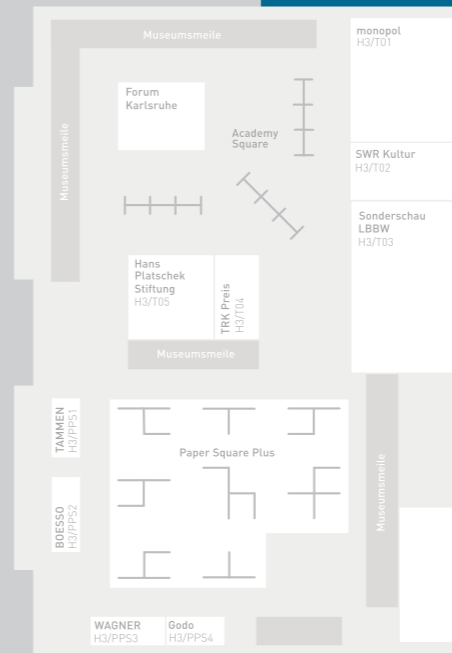 Museumsmeile
monopol
H3/T01
Forum
Karlsruhe
Academy
Square
Museumsmeile
SWR Kultur
H3/T02
Sonderschau
LBBW
H3/T03
Hans
Platschek
Stiftung
H3/T05
TRK Preis
H3/T04
Museumsmeile
TAMMEN
H3/PPS1
Paper Square Plus
Museumsmeile
BOESSO
H3/PPS2
WAGNER
H3/PPS3
Godo
H3/PPS4